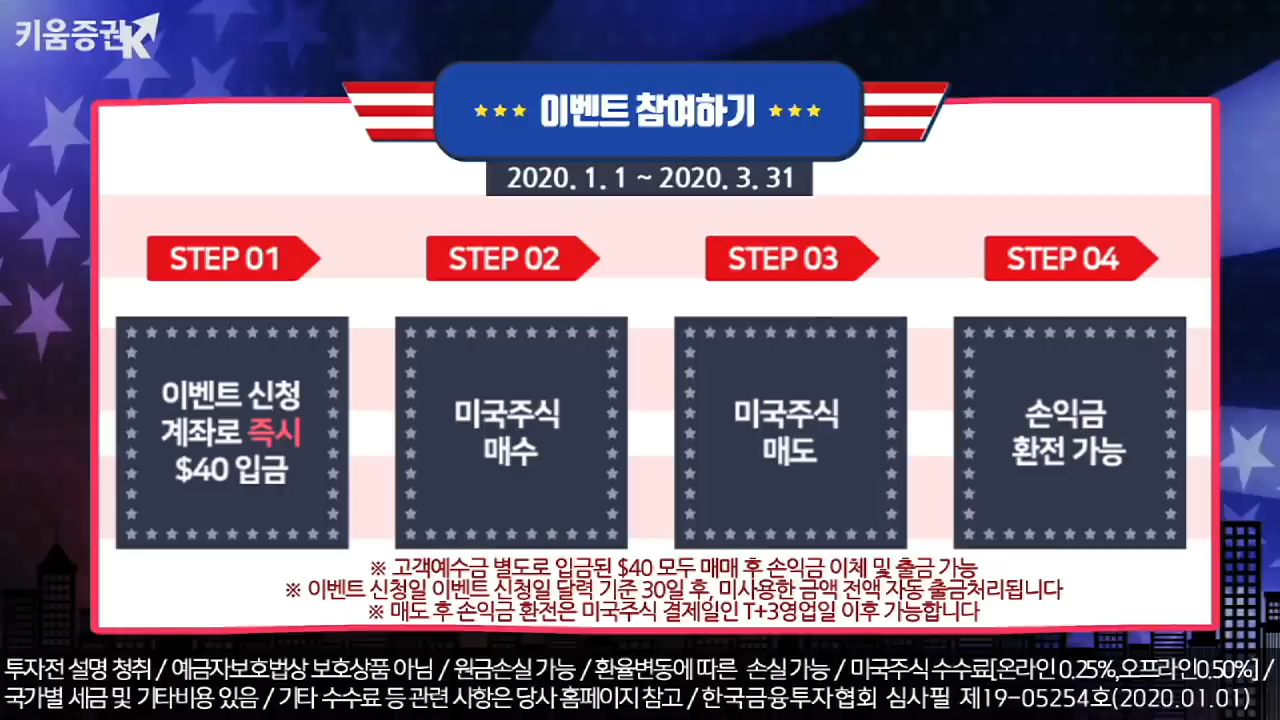 키움증권
이벤트 참여하기
2020. 1. 1 ~ 2020. 3. 31
STEP 01
STEP 02
STEP 03
STEP 04
이벤트 신청
계좌로 즉시
$40 입금
미국주식
매수
미국주식
매도
손익금
환전 가능
※ 고객예수금 별도로 입금된 $40 모두 매매 후 손익금 이체 및 출금 가능
※ 이벤트 신청일 이벤트 신청일 달력 기준 30일 후, 미사용한 금액 전액 자동 출금처리됩니다
※ 매도 후 손익금 환전은 미국주식 결제일인 T+3영업일 이후 가능합니다
투자전 설명 청취 / 예금자보호법상 보호상품 아님 / 원금손실 가능 / 환율변동에 따른 손실 가능 / 미국주식 수수료[온라인 0.25%,오프라인0.50%] /
국가별 세금 및 기타비용 있음 / 기타 수수료 등 관련 사항은 당사 홈페이지 참고 / 한국금융투자협회 심사필 제19-05254호(2020.01.01)